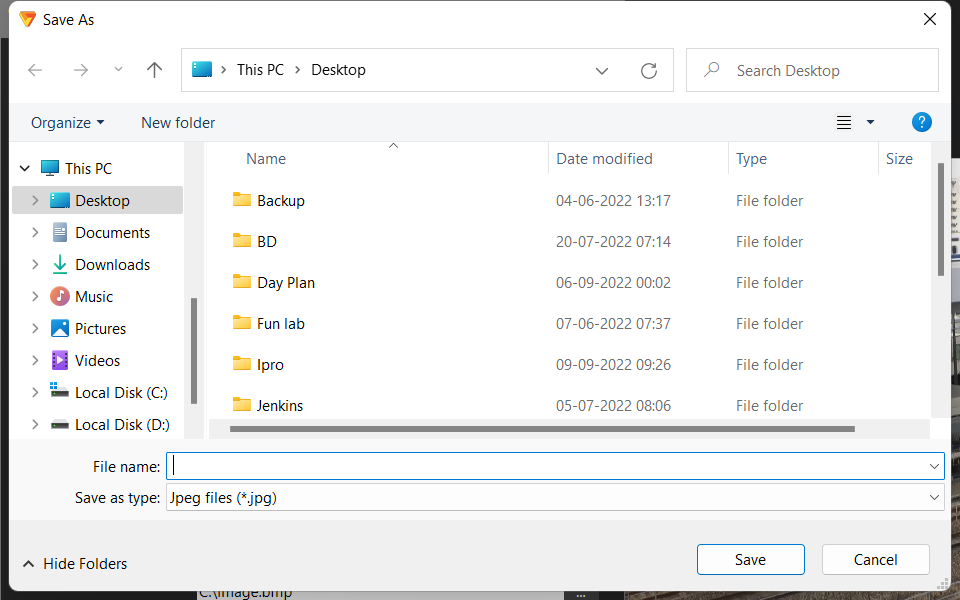 Save As
This PC > Desktop
Search Desktop
Organize New folder ?
This PC
Desktop
Documents
Downloads
Music
Pictures
Videos
Local Disk (C:)
Local Disk (D:)
Name Date modified Type Size
Backup 04-06-2022 13:17 File folder
BD 20-07-2022 07:14 File folder
Day Plan 06-09-2022 00:02 File folder
Fun lab 07-06-2022 07:37 File folder
Ipro 09-09-2022 09:26 File folder
Jenkins 05-07-2022 08:06 File folder
File name:
Save as type: Jpeg files (*.jpg)
Hide Folders
Save Cancel
C:\image.bmp ...